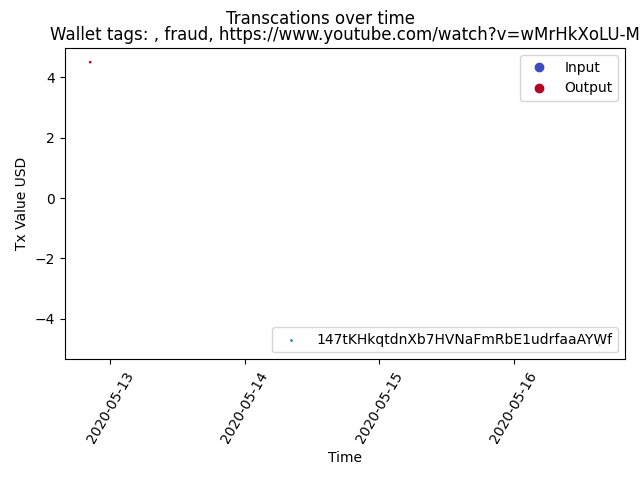 Transcations over time
Wallet tags: , fraud, https://www.youtube.com/watch?v=wMrHkXoLU-M
Tx Value USD
4
2
0
−2
−4
Input
Output
147tKHkqtdnXb7HVNaFmRbE1udrfaaAYWf
2020-05-13
2020-05-14
2020-05-15
2020-05-16
Time